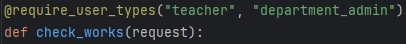 @require_user_types("teacher", "department_admin")
def check_works(request):